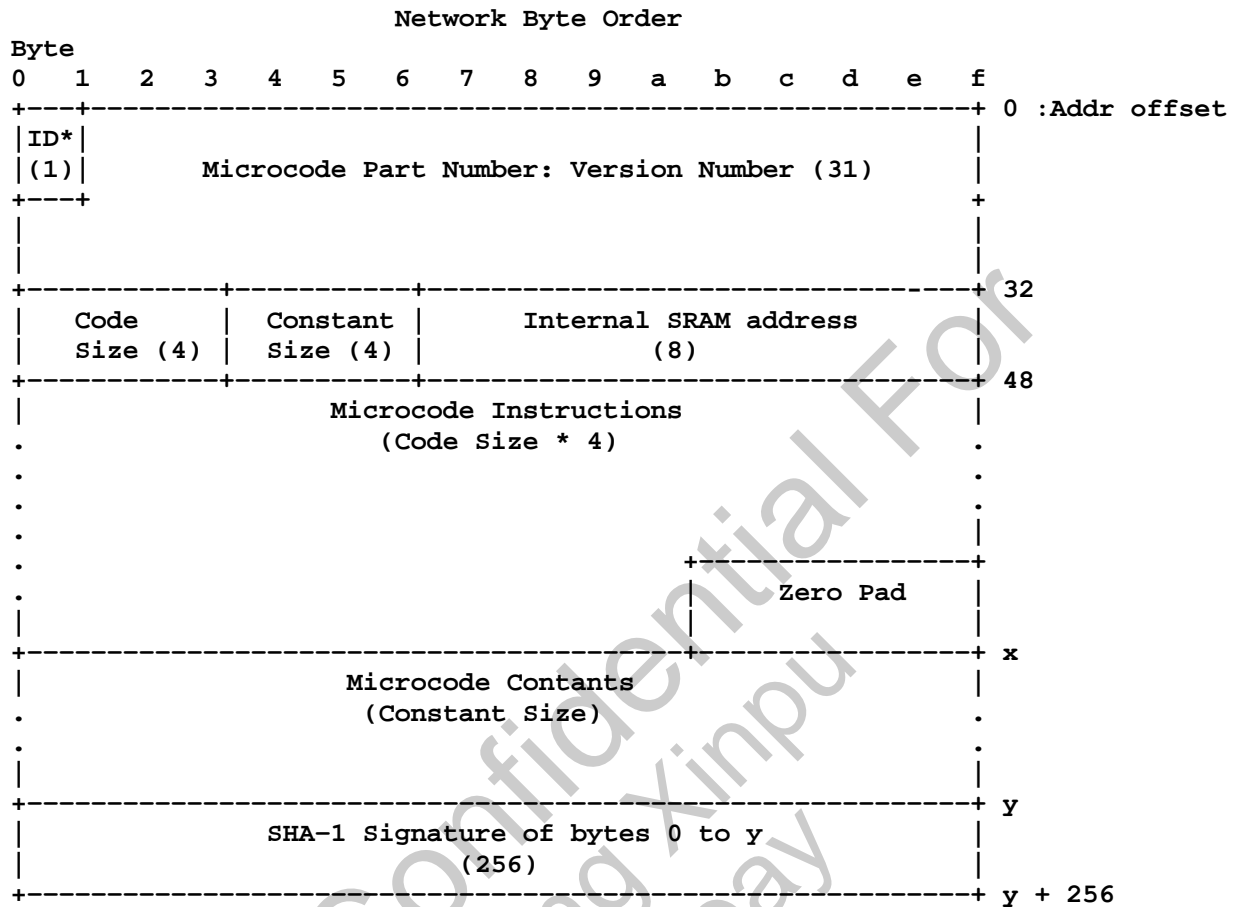 Network Byte Order
Byte
0 1 2 3 4 5 6 7 8 9 a b c d e f
0 :Addr offset
ID*
(1) Microcode Part Number: Version Number (31)
32
Code Constant Internal SRAM address
Size (4) Size (4) (8)
48
Microcode Instructions
(Code Size * 4)
Zero Pad
x
Microcode Contants
(Constant Size)
y
SHA-1 Signature of bytes 0 to y
(256)
y + 256
Confidential For
Xinpu